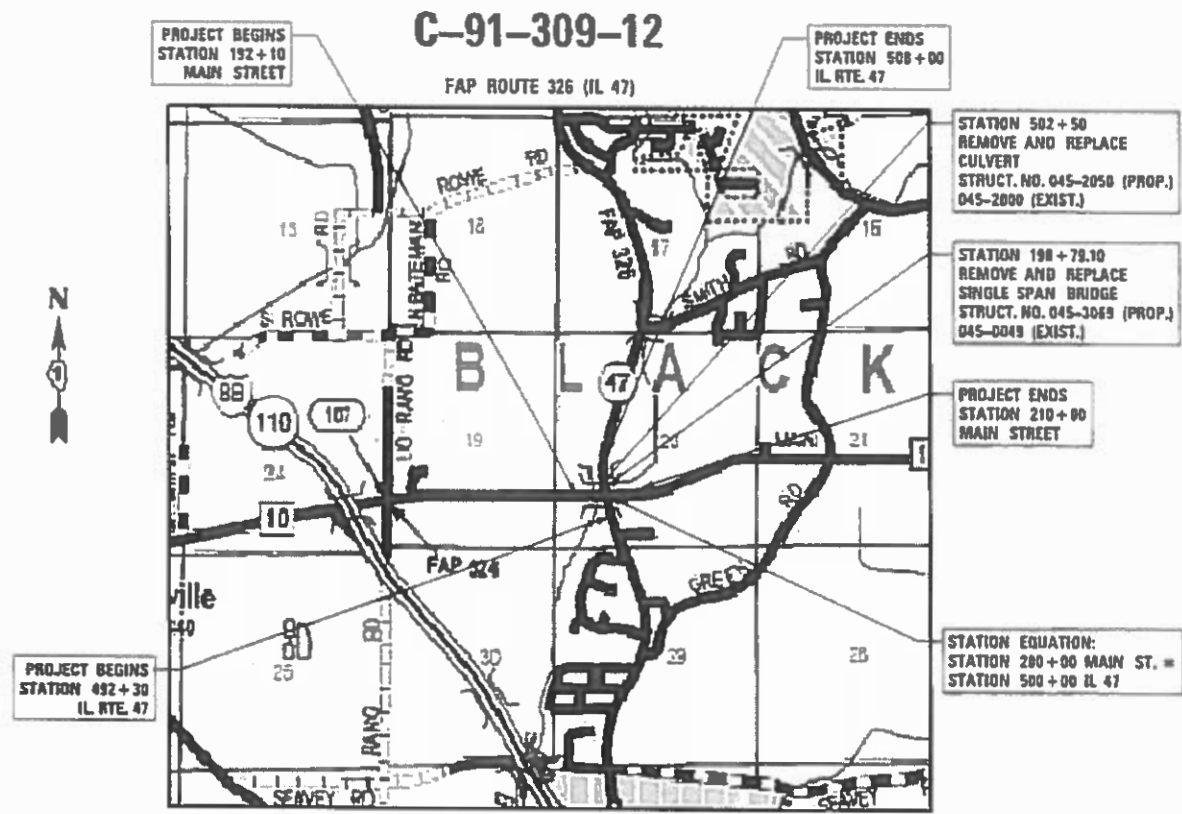 C-91-309-12
FAP ROUTE 326 (IL 47)
PROJECT BEGINS
STATION 192+10
MAIN STREET
PROJECT ENDS
STATION 508+00
IL RTE. 47
STATION 502+50
REMOVE AND REPLACE
CULVERT
STRUCT. NO. 045-2050 (PROP.)
045-2000 (EXIST.)
STATION 198+79.10
REMOVE AND REPLACE
SINGLE SPAN BRIDGE
STRUCT. NO. 045-3069 (PROP.)
045-0049 (EXIST.)
PROJECT ENDS
STATION 210+90
MAIN STREET
STATION EQUATION:
STATION 200+00 MAIN ST. =
STATION 500+00 IL 47
PROJECT BEGINS
STATION 492+30
IL RTE. 47
N
ROWE RD
18
17
16
FAP 326
RD
BATEMAN
RD
SMITH RD
ROWE
B L A C K
47
88
110
107
19
20
21
10
FAP
GREEN RD
ville
25
30
29
28
RD
SEAVEY RD
SEAVEY